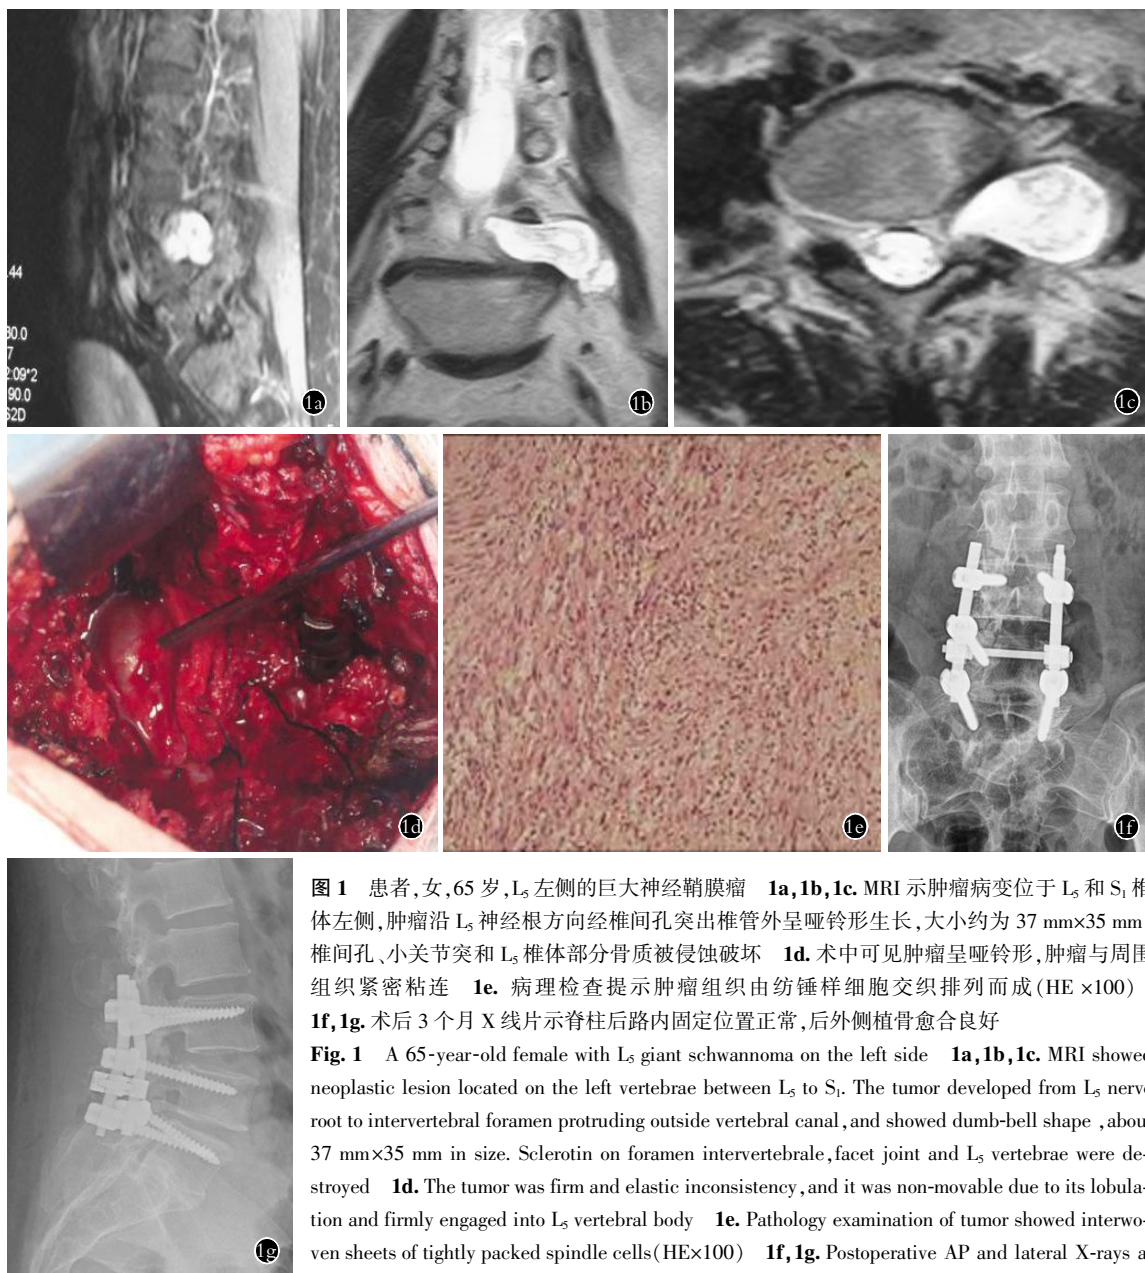 .44
30.0
7
2:09*2
90.0
62D
1a
1b
1c
1d
1e
1f
图 1 患者,女,65 岁,L₅ 左侧的巨大神经鞘膜瘤 1a,1b,1c. MRI 示肿瘤病变位于 L₅ 和 S₁ 椎
体左侧,肿瘤沿 L₅ 神经根方向经椎间孔突出椎管外呈哑铃形生长,大小约为 37 mm×35 mm
椎间孔、小关节突和 L₅ 椎体部分骨质被侵蚀破坏 1d. 术中可见肿瘤呈哑铃形,肿瘤与周围
组织紧密粘连 1e. 病理检查提示肿瘤组织由纺锤样细胞交织排列而成(HE ×100)
1f,1g. 术后 3 个月 X 线片示脊柱后路内固定位置正常,后外侧植骨愈合良好
Fig. 1 A 65-year-old female with L₅ giant schwannoma on the left side 1a,1b,1c. MRI showed
neoplastic lesion located on the left vertebrae between L₅ to S₁. The tumor developed from L₅ nerv
root to intervertebral foramen protruding outside vertebral canal,and showed dumb-bell shape ,abou
37 mm×35 mm in size. Sclerotin on foramen intervertebrale,facet joint and L₅ vertebrae were de-
stroyed 1d. The tumor was firm and elastic inconsistency,and it was non-movable due to its lobula-
tion and firmly engaged into L₅ vertebral body 1e. Pathology examination of tumor showed interwo-
ven sheets of tightly packed spindle cells(HE×100) 1f,1g. Postoperative AP and lateral X-rays a
1g